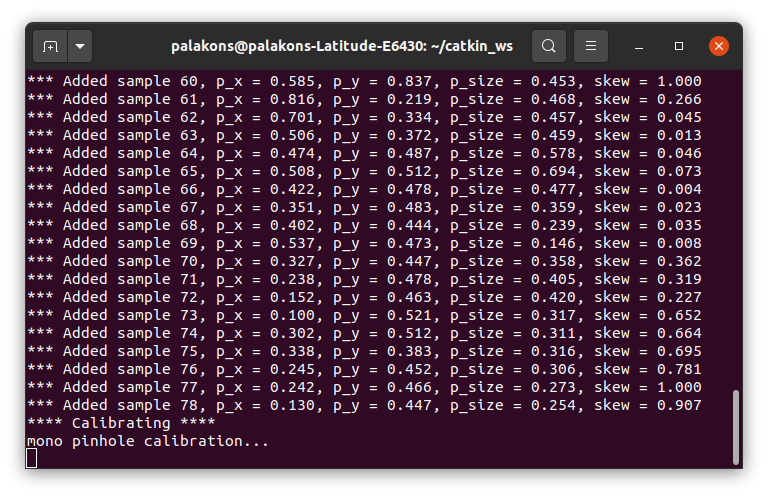 palakons@palakons-Latitude-E6430: ~/catkin_ws
*** Added sample 60, p_x = 0.585, p_y = 0.837, p_size = 0.453, skew = 1.000
*** Added sample 61, p_x = 0.816, p_y = 0.219, p_size = 0.468, skew = 0.266
*** Added sample 62, p_x = 0.701, p_y = 0.334, p_size = 0.457, skew = 0.045
*** Added sample 63, p_x = 0.506, p_y = 0.372, p_size = 0.459, skew = 0.013
*** Added sample 64, p_x = 0.474, p_y = 0.487, p_size = 0.578, skew = 0.046
*** Added sample 65, p_x = 0.508, p_y = 0.512, p_size = 0.694, skew = 0.073
*** Added sample 66, p_x = 0.422, p_y = 0.478, p_size = 0.477, skew = 0.004
*** Added sample 67, p_x = 0.351, p_y = 0.483, p_size = 0.359, skew = 0.023
*** Added sample 68, p_x = 0.402, p_y = 0.444, p_size = 0.239, skew = 0.035
*** Added sample 69, p_x = 0.537, p_y = 0.473, p_size = 0.146, skew = 0.008
*** Added sample 70, p_x = 0.327, p_y = 0.447, p_size = 0.358, skew = 0.362
*** Added sample 71, p_x = 0.238, p_y = 0.478, p_size = 0.405, skew = 0.319
*** Added sample 72, p_x = 0.152, p_y = 0.463, p_size = 0.420, skew = 0.227
*** Added sample 73, p_x = 0.100, p_y = 0.521, p_size = 0.317, skew = 0.652
*** Added sample 74, p_x = 0.302, p_y = 0.512, p_size = 0.311, skew = 0.664
*** Added sample 75, p_x = 0.338, p_y = 0.383, p_size = 0.316, skew = 0.695
*** Added sample 76, p_x = 0.245, p_y = 0.452, p_size = 0.306, skew = 0.781
*** Added sample 77, p_x = 0.242, p_y = 0.466, p_size = 0.273, skew = 1.000
*** Added sample 78, p_x = 0.130, p_y = 0.447, p_size = 0.254, skew = 0.907
**** Calibrating ****
mono pinhole calibration...